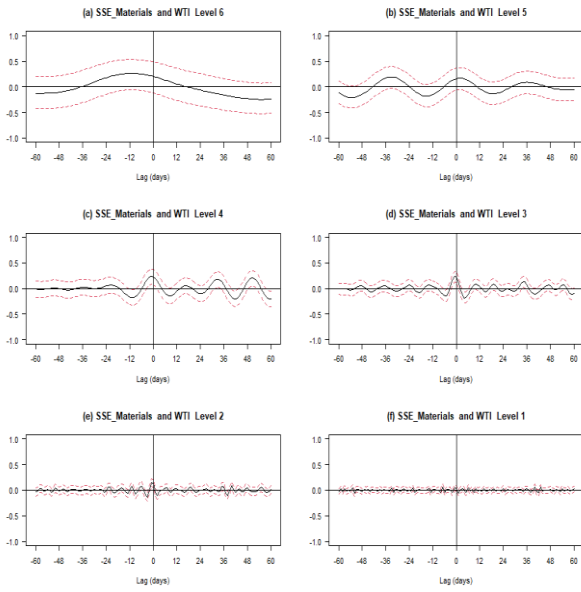 (a) SSE_Materials and WTI Level 6
1.0
0.5
0.0
-0.5
-1.0
-60 -48 -36 -24 -12 0 12 24 36 48 60
Lag (days)
(b) SSE_Materials and WTI Level 5
1.0
0.5
0.0
-0.5
-1.0
-60 -48 -36 -24 -12 0 12 24 36 48 60
Lag (days)
(c) SSE_Materials and WTI Level 4
1.0
0.5
0.0
-0.5
-1.0
-60 -48 -36 -24 -12 0 12 24 36 48 60
Lag (days)
(d) SSE_Materials and WTI Level 3
1.0
0.5
0.0
-0.5
-1.0
-60 -48 -36 -24 -12 0 12 24 36 48 60
Lag (days)
(e) SSE_Materials and WTI Level 2
1.0
0.5
0.0
-0.5
-1.0
-60 -48 -36 -24 -12 0 12 24 36 48 60
Lag (days)
(f) SSE_Materials and WTI Level 1
1.0
0.5
0.0
-0.5
-1.0
-60 -48 -36 -24 -12 0 12 24 36 48 60
Lag (days)